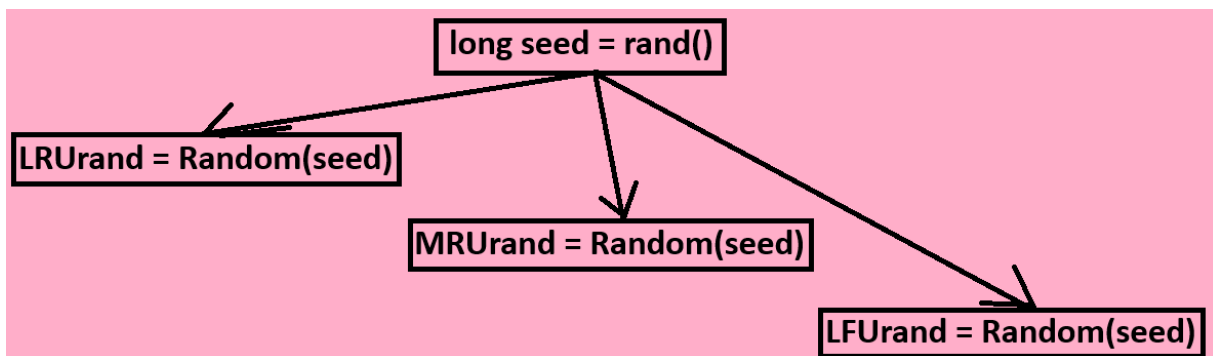 long seed = rand()
LRUrand = Random(seed)
MRUrand = Random(seed)
LFUrand = Random(seed)